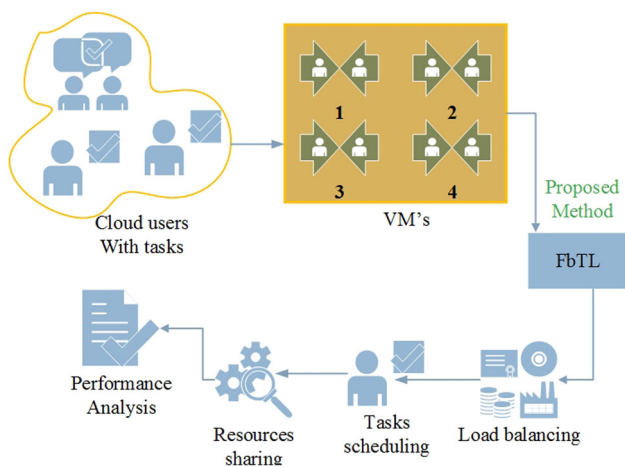 1
2
3
4
Cloud users
With tasks
VM's
Proposed
Method
FbTL
Performance
Analysis
Resources
sharing
Tasks
scheduling
Load balancing